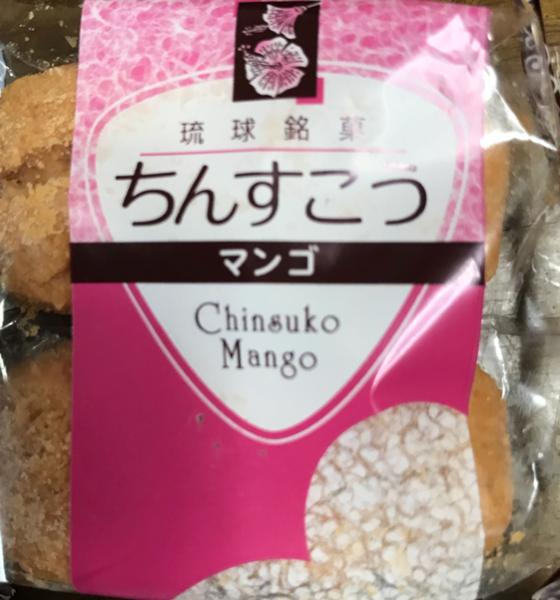 琉球銘菓
ちんすこう
マンゴ
Chinsuko
Mango